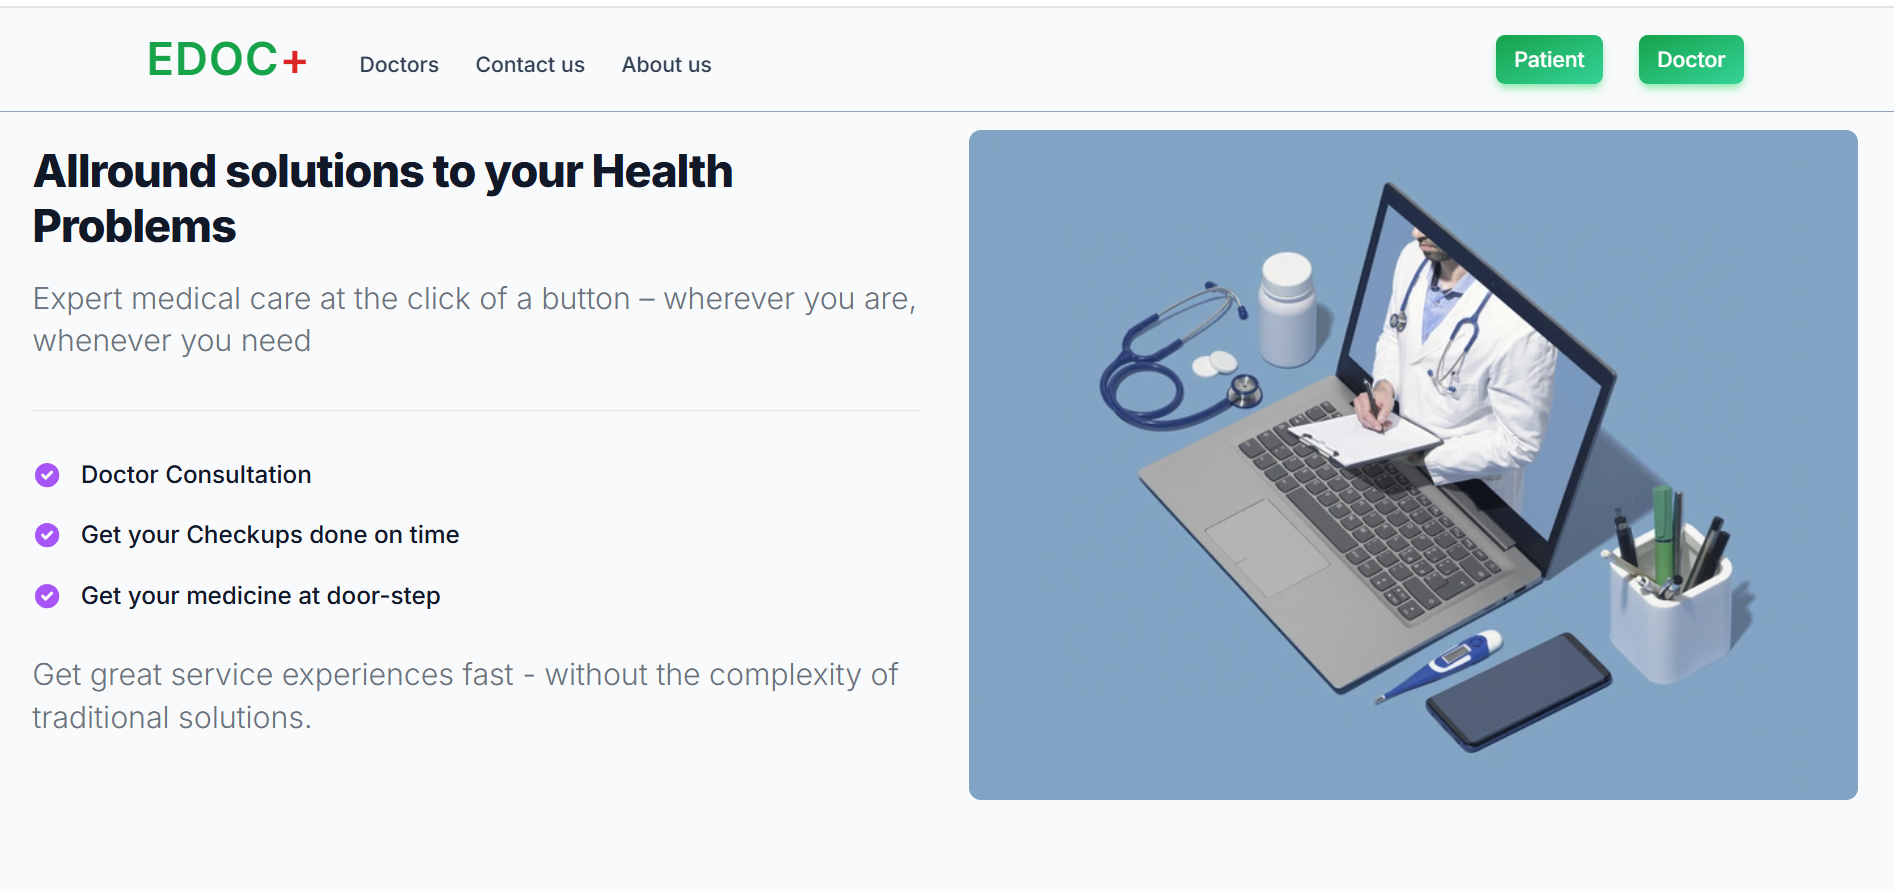 EDOC+ Doctors Contact us About us Patient Doctor
Allround solutions to your Health
Problems
Expert medical care at the click of a button – wherever you are,
whenever you need
Doctor Consultation
Get your Checkups done on time
Get your medicine at door-step
Get great service experiences fast - without the complexity of
traditional solutions.